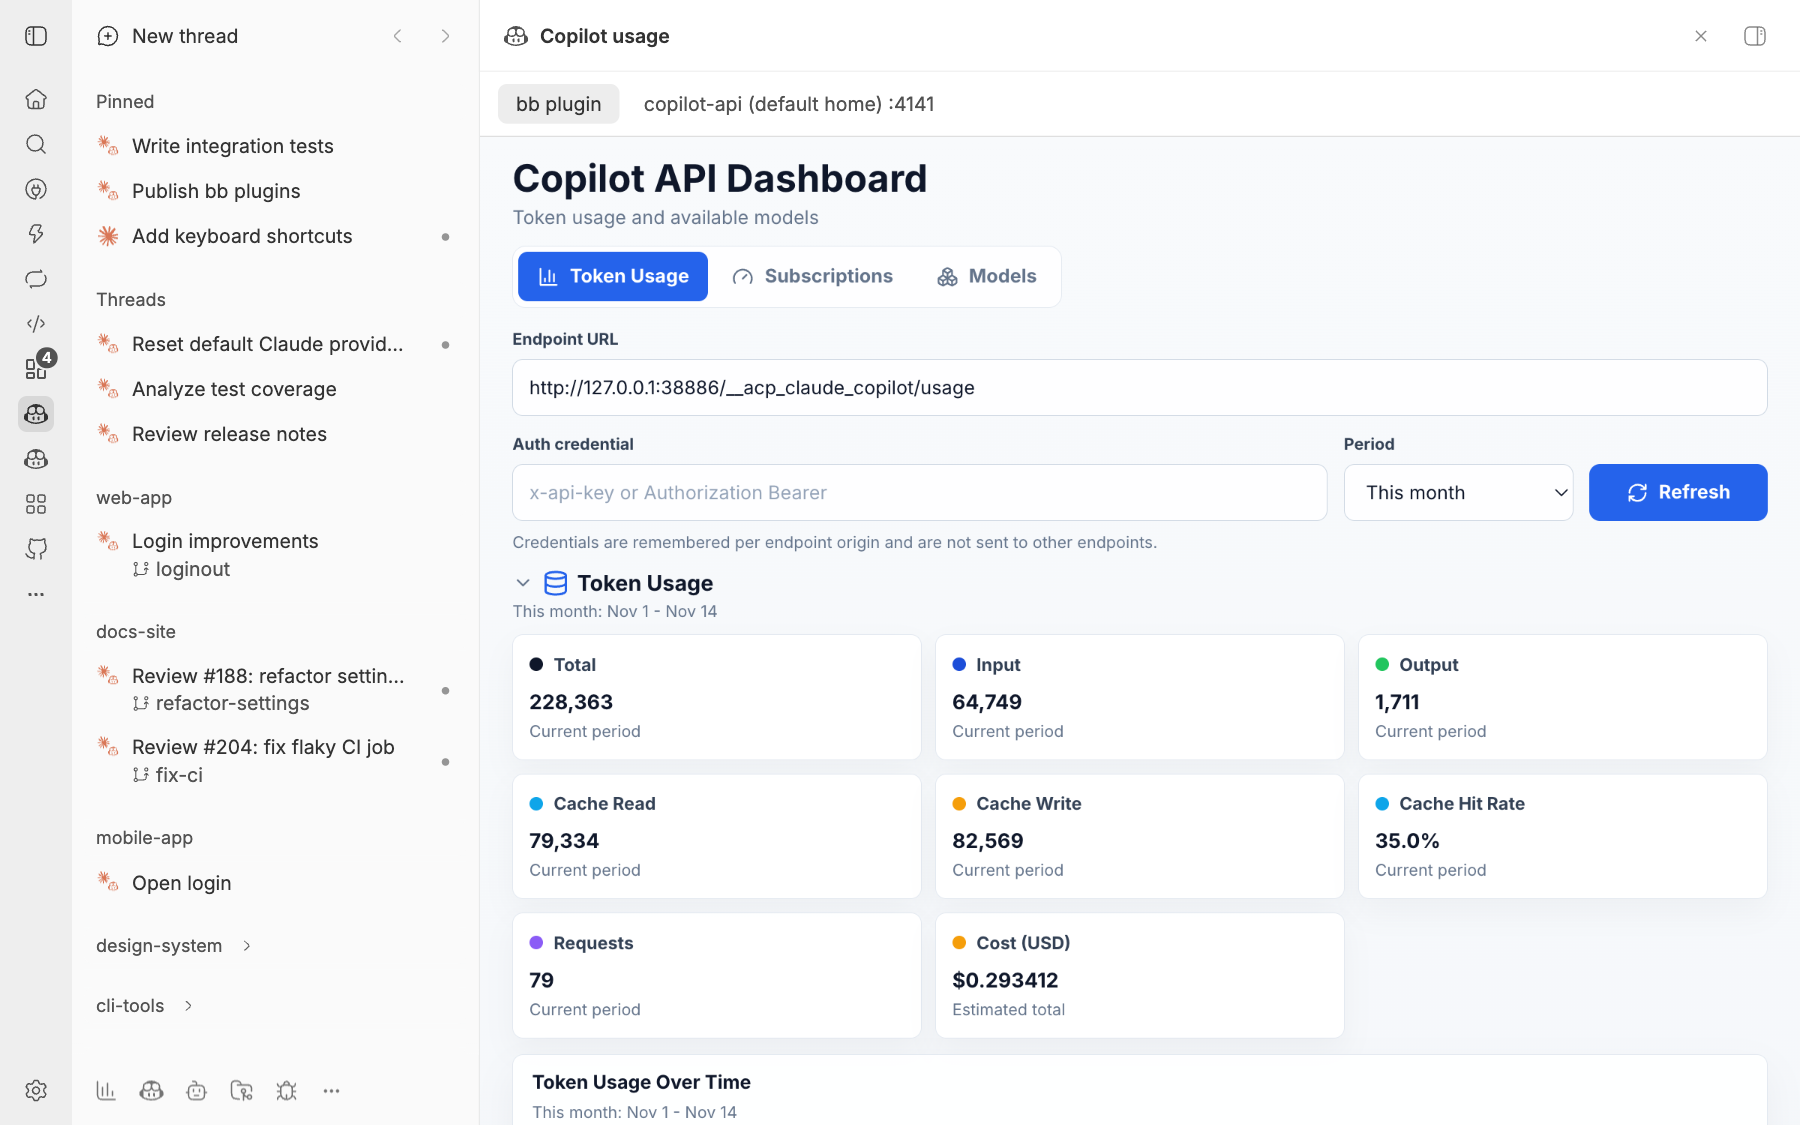 New thread
Pinned
Write integration tests
Publish bb plugins
Add keyboard shortcuts
Threads
Reset default Claude provid...
Analyze test coverage
Review release notes
web-app
Login improvements
loginout
docs-site
Review #188: refactor settin...
refactor-settings
Review #204: fix flaky CI job
fix-ci
mobile-app
Open login
design-system
cli-tools
4
Copilot usage
bb plugin
copilot-api (default home) :4141
Copilot API Dashboard
Token usage and available models
Token Usage
Subscriptions
Models
Endpoint URL
http://127.0.0.1:38886/__acp_claude_copilot/usage
Auth credential
Period
x-api-key or Authorization Bearer
This month
Refresh
Credentials are remembered per endpoint origin and are not sent to other endpoints.
Token Usage
This month: Nov 1 - Nov 14
Total
228,363
Current period
Input
64,749
Current period
Output
1,711
Current period
Cache Read
79,334
Current period
Cache Write
82,569
Current period
Cache Hit Rate
35.0%
Current period
Requests
79
Current period
Cost (USD)
$0.293412
Estimated total
Token Usage Over Time
This month: Nov 1 - Nov 14